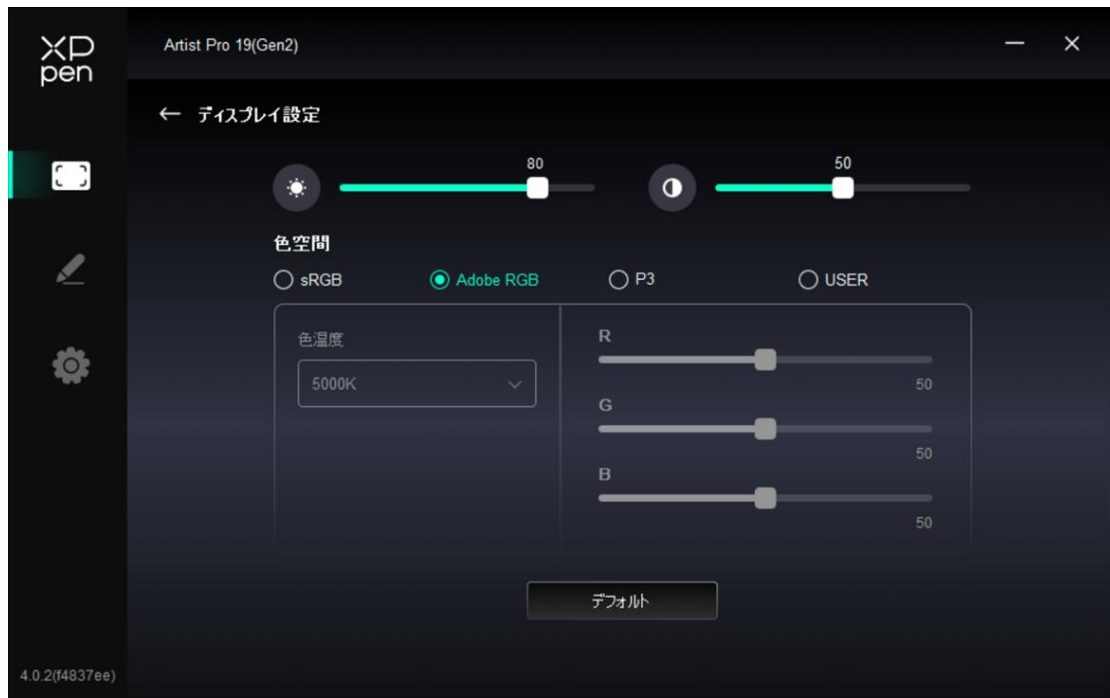 XP
pen
Artist Pro 19(Gen2)
ディスプレイ設定
80
50
色空間
sRGB
Adobe RGB
P3
USER
色温度
5000K
R
50
G
50
B
50
デフォルト
4.0.2(f4837ee)